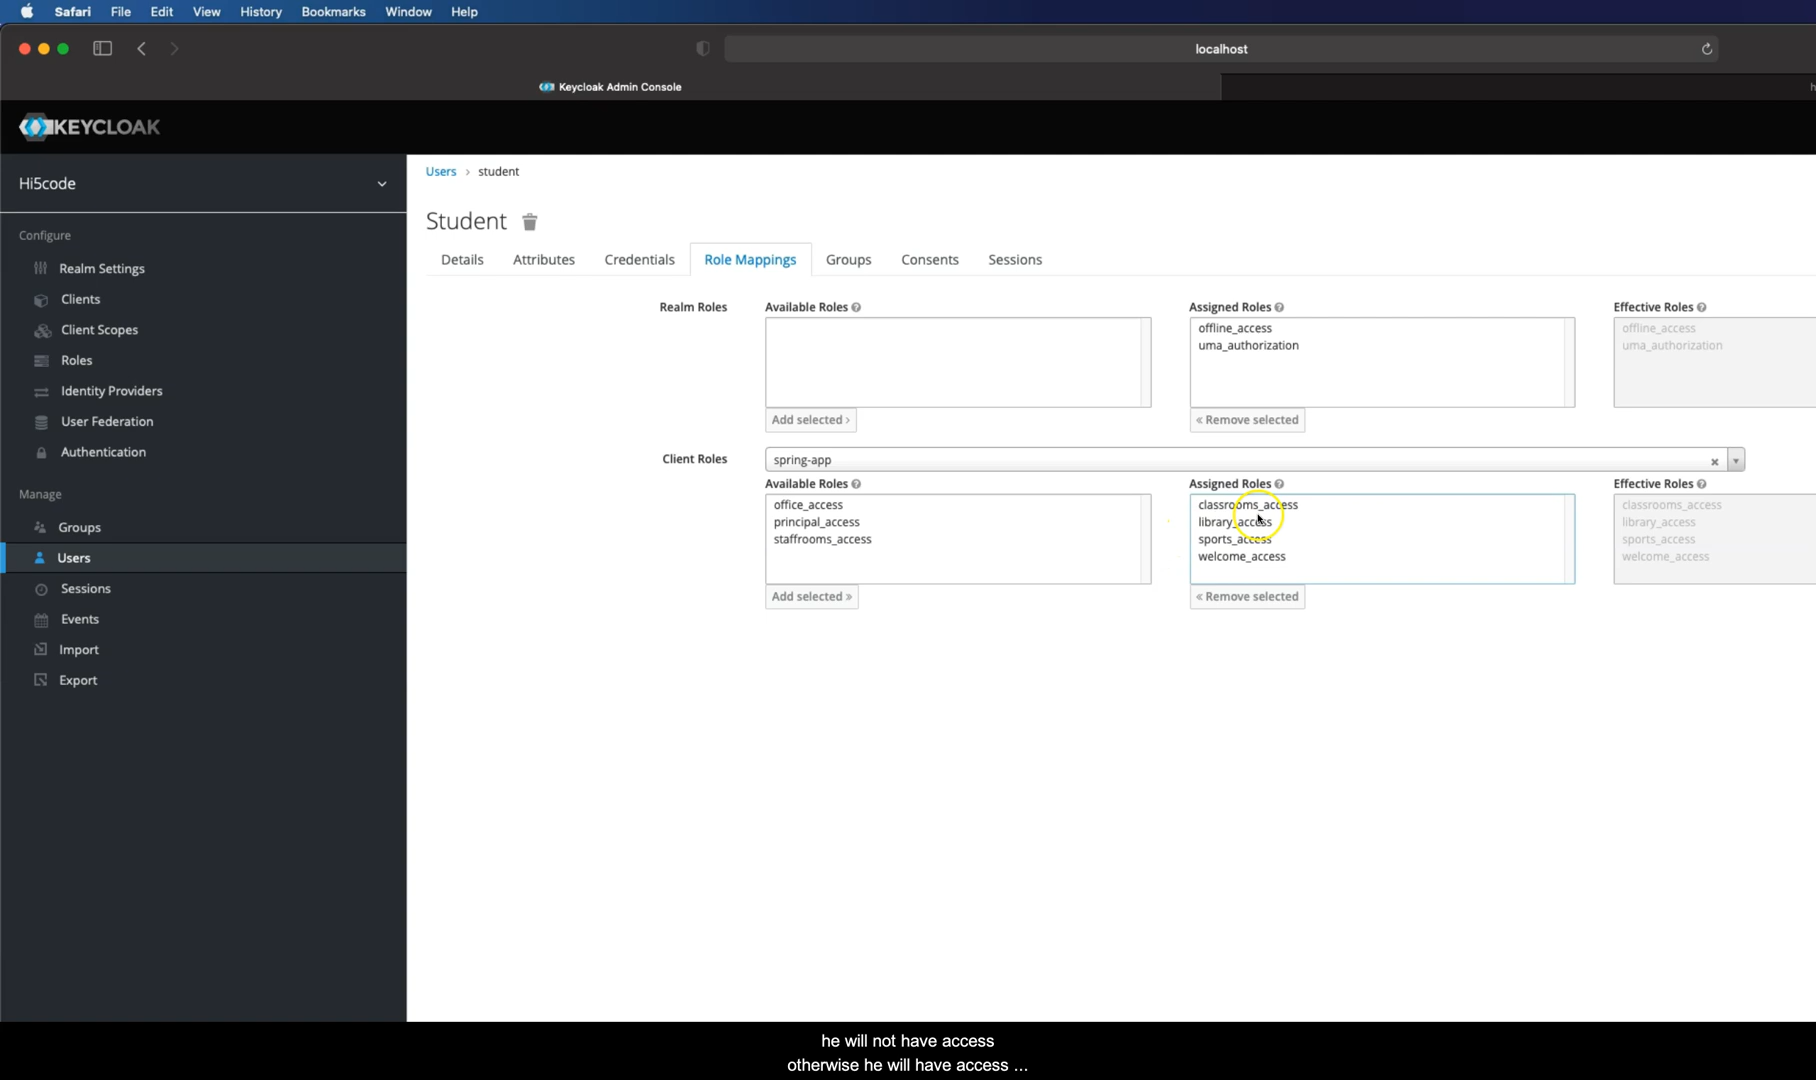 Safari File Edit View History Bookmarks Window Help
localhost
Keycloak Admin Console
h
KEYCLOAK
Hi5code
Users › student
Student
Configure
Realm Settings
Clients
Client Scopes
Roles
Identity Providers
User Federation
Authentication
Manage
Groups
Users
Sessions
Events
Import
Export
Details Attributes Credentials Role Mappings Groups Consents Sessions
Realm Roles
Available Roles
Add selected ›
Assigned Roles
offline_access
uma_authorization
« Remove selected
Effective Roles
offline_access
uma_authorization
Client Roles
spring-app
Available Roles
office_access
principal_access
staffrooms_access
Add selected »
Assigned Roles
classrooms_access
library_access
sports_access
welcome_access
« Remove selected
Effective Roles
classrooms_access
library_access
sports_access
welcome_access
he will not have access
otherwise he will have access ...